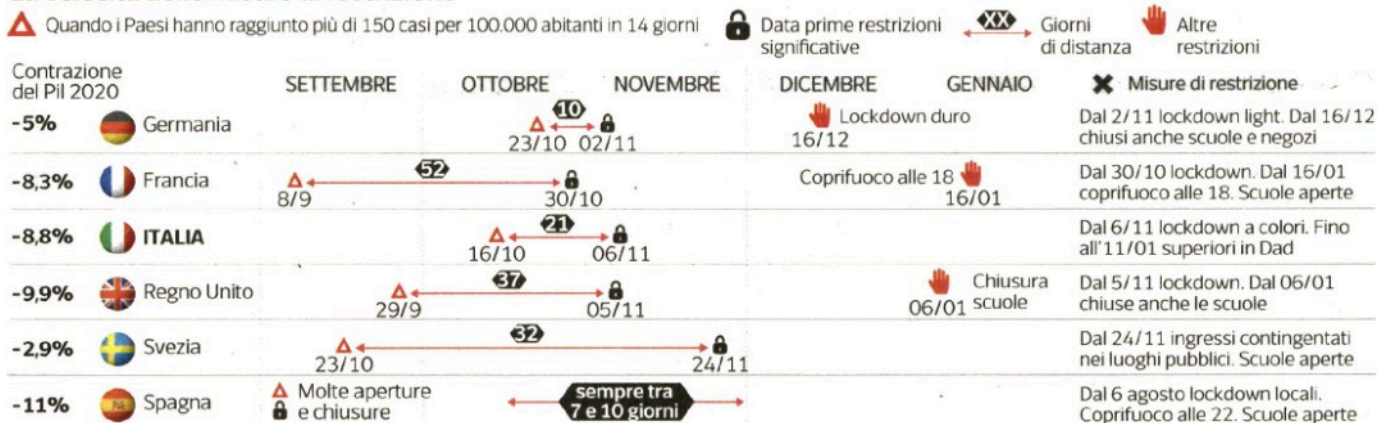 Quando i Paesi hanno raggiunto più di 150 casi per 100.000 abitanti in 14 giorni
Data prime restrizioni
significative
XX
Giorni
di distanza
Altre
restrizioni
Contrazione
del Pil 2020
SETTEMBRE OTTOBRE NOVEMBRE DICEMBRE GENNAIO
Misure di restrizione
-5% Germania
10
23/10 02/11
Lockdown duro
16/12
Dal 2/11 lockdown light. Dal 16/12
chiusi anche scuole e negozi
-8,3% Francia
52
8/9 30/10
Coprifuoco alle 18
16/01
Dal 30/10 lockdown. Dal 16/01
coprifuoco alle 18. Scuole aperte
-8,8% ITALIA
21
16/10 06/11
Dal 6/11 lockdown a colori. Fino
all'11/01 superiori in Dad
-9,9% Regno Unito
37
29/9 05/11
06/01
Chiusura
scuole
Dal 5/11 lockdown. Dal 06/01
chiuse anche le scuole
-2,9% Svezia
32
23/10 24/11
Dal 24/11 ingressi contingentati
nei luoghi pubblici. Scuole aperte
-11% Spagna
Molte aperture
e chiusure
sempre tra
7 e 10 giorni
Dal 6 agosto lockdown locali.
Coprifuoco alle 22. Scuole aperte